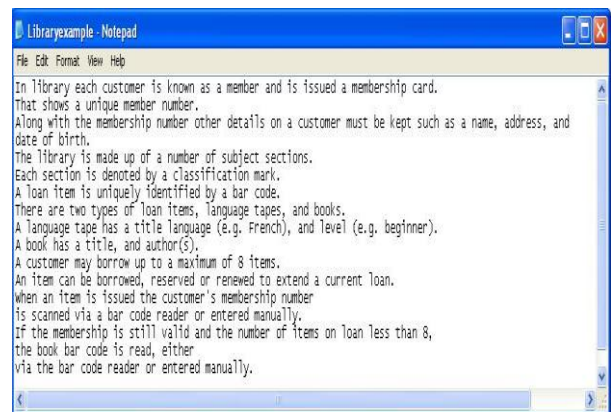 Libraryexample - Notepad
File Edit Format View Help
In library each customer is known as a member and is issued a membership card.
That shows a unique member number.
Along with the membership number other details on a customer must be kept such as a name, address, and
date of birth.
The library is made up of a number of subject sections.
Each section is denoted by a classification mark.
A loan item is uniquely identified by a bar code.
There are two types of loan items, language tapes, and books.
A language tape has a title language (e.g. French), and level (e.g. beginner).
A book has a title, and author(s).
A customer may borrow up to a maximum of 8 items.
An item can be borrowed, reserved or renewed to extend a current loan.
When an item is issued the customer's membership number
is scanned via a bar code reader or entered manually.
If the membership is still valid and the number of items on loan less than 8,
the book bar code is read, either
via the bar code reader or entered manually.